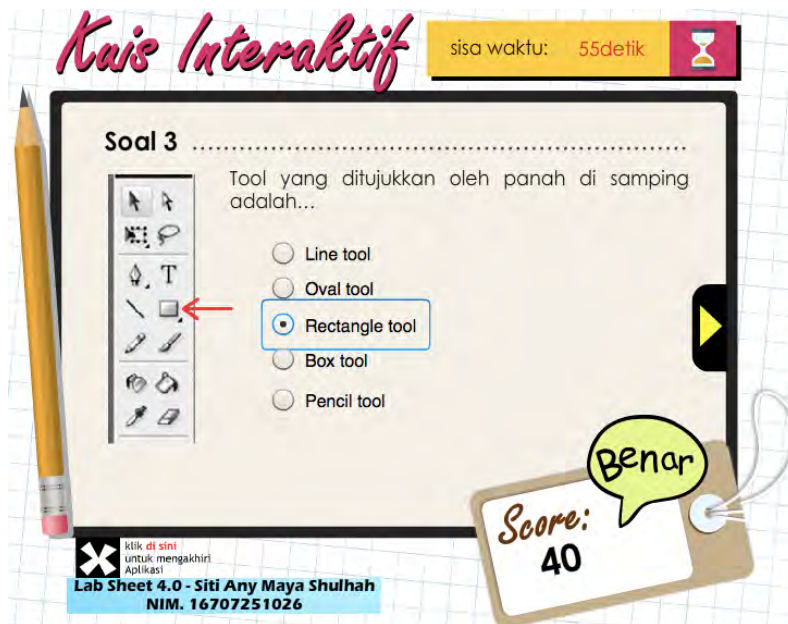 Kuis Interaktif
sisa waktu: 55detik
Soal 3 ................................................................
Tool yang ditujukkan oleh panah di samping
adalah...
T
Line tool
Oval tool
Rectangle tool
Box tool
Pencil tool
Benar
Score:
40
klik di sini
untuk mengakhiri
Aplikasi
Lab Sheet 4.0 - Siti Any Maya Shulhah
NIM. 16707251026